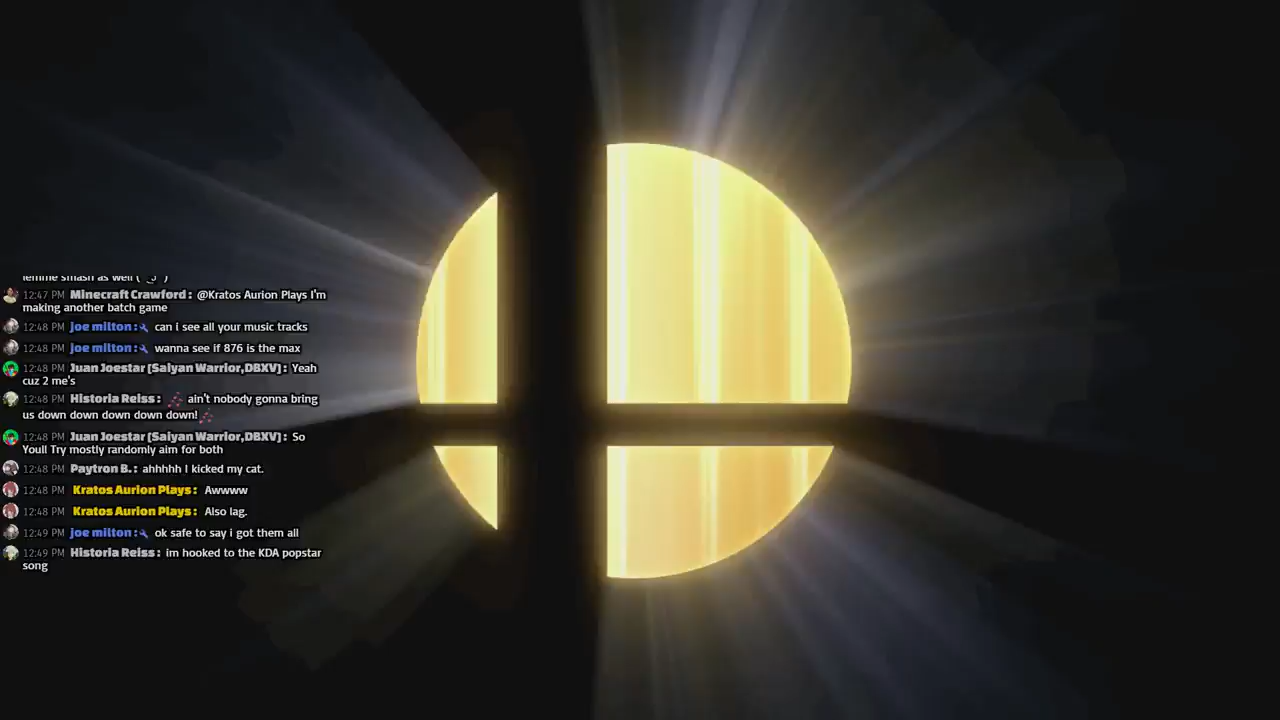 lemme smash as well (
12:47 PM Minecraft Crawford : @Kratos Aurion Plays I'm
making another batch game
12:48 PM joe milton : can i see all your music tracks
12:48 PM joe milton : wanna see if 876 is the max
12:48 PM Juan Joestar [Saiyan Warrior,DBXV] : Yeah
cuz 2 me's
12:48 PM Historia Reiss : 🎶 ain't nobody gonna bring
us down down down down down!🎶
12:48 PM Juan Joestar [Saiyan Warrior,DBXV] : So
Youll Try mostly randomly aim for both
12:48 PM Paytron B. : ahhhhh I kicked my cat.
12:48 PM Kratos Aurion Plays : Awwww
12:48 PM Kratos Aurion Plays : Also lag.
12:49 PM joe milton : ok safe to say i got them all
12:49 PM Historia Reiss : im hooked to the KDA popstar
song